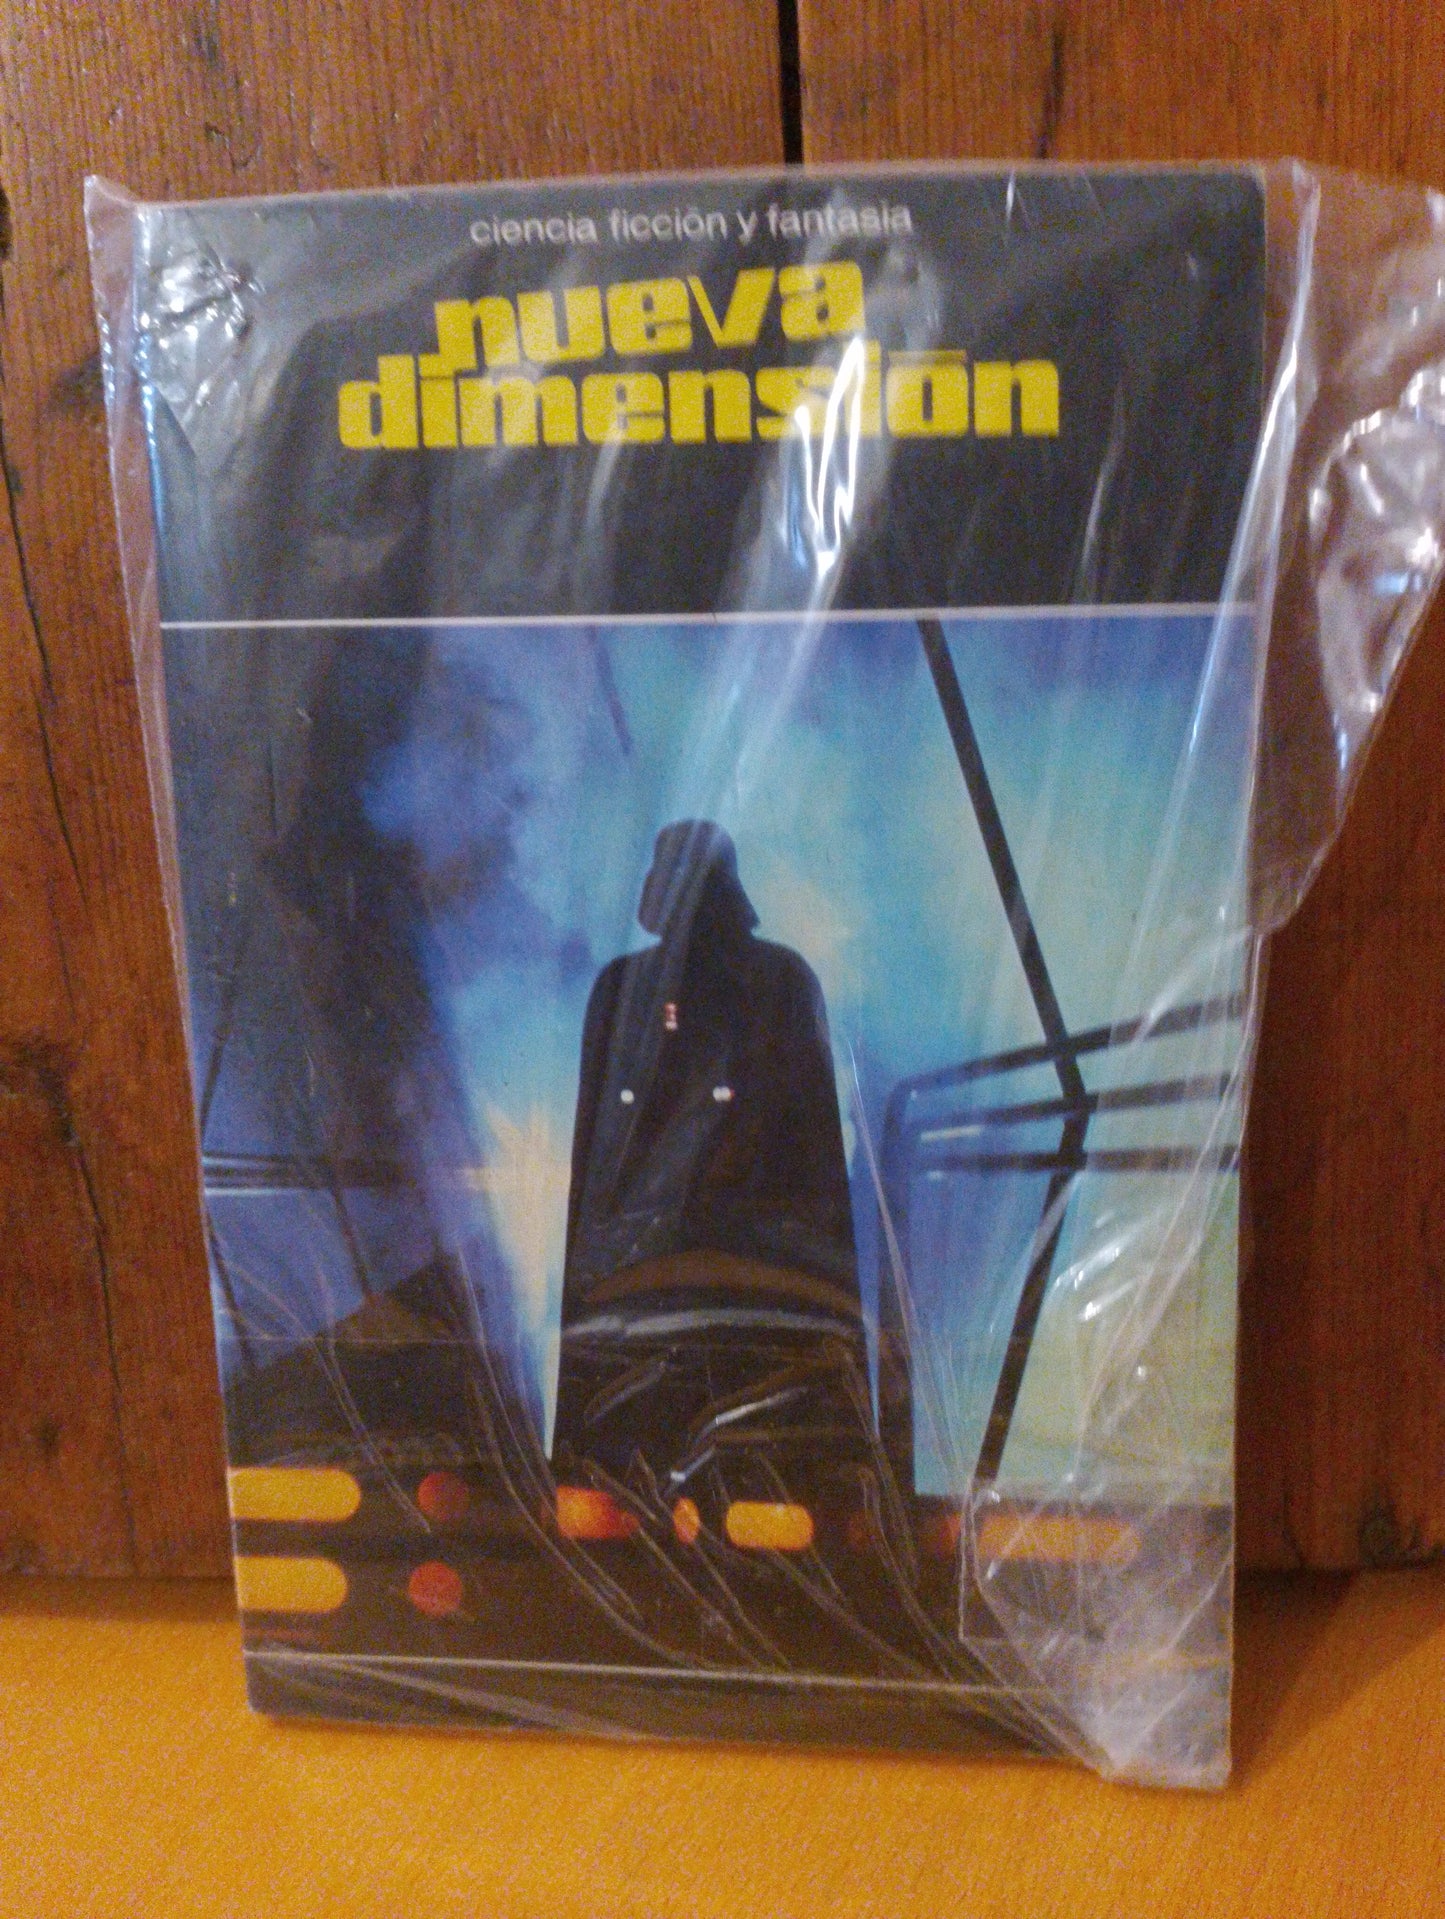 ciencia ficción y fantasía
nueva
dimensión